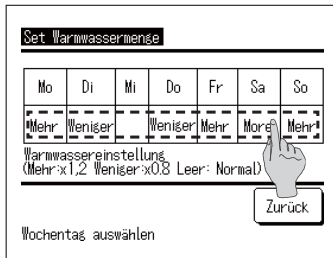 Set Warmwassermenge
Mo Di Mi Do Fr Sa So
Mehr Weniger Weniger Mehr More Mehr
Warmwassereinstellung
(Mehr:x1,2 Weniger:x0.8 Leer: Normal)
Zurück
Wochentag auswählen